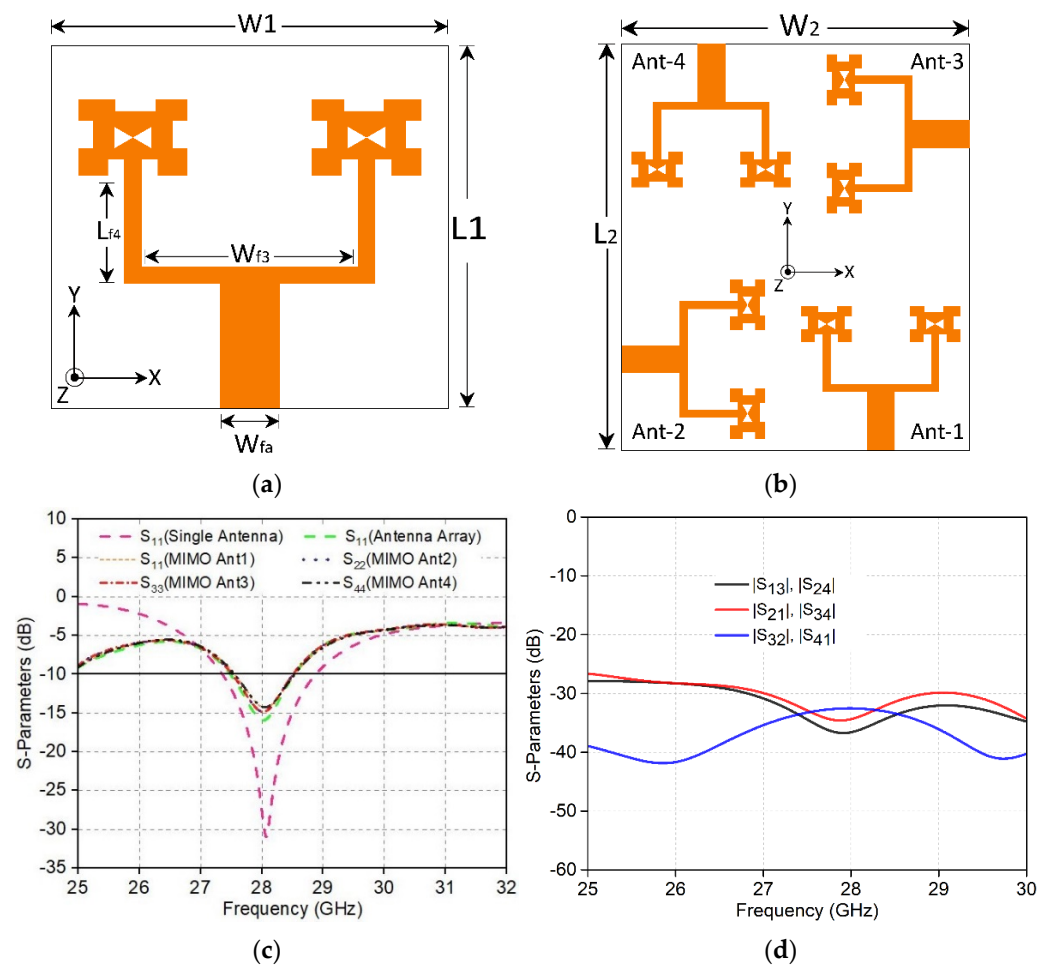 W1
L1
Lf4
Wf3
Wfa
Y
X
Z
(a)
W2
L2
Ant-4
Ant-3
Y
X
Z
Ant-2
Ant-1
(b)
S-Parameters (dB)
10
5
0
-5
-10
-15
-20
-25
-30
-35
S11(Single Antenna)
S11(Antenna Array)
S11(MIMO Ant1)
S22(MIMO Ant2)
S33(MIMO Ant3)
S44(MIMO Ant4)
25 26 27 28 29 30 31 32
Frequency (GHz)
(c)
S-Parameters (dB)
0
-10
-20
-30
-40
-50
-60
|S13|, |S24|
|S21|, |S34|
|S32|, |S41|
25 26 27 28 29 30
Frequency (GHz)
(d)